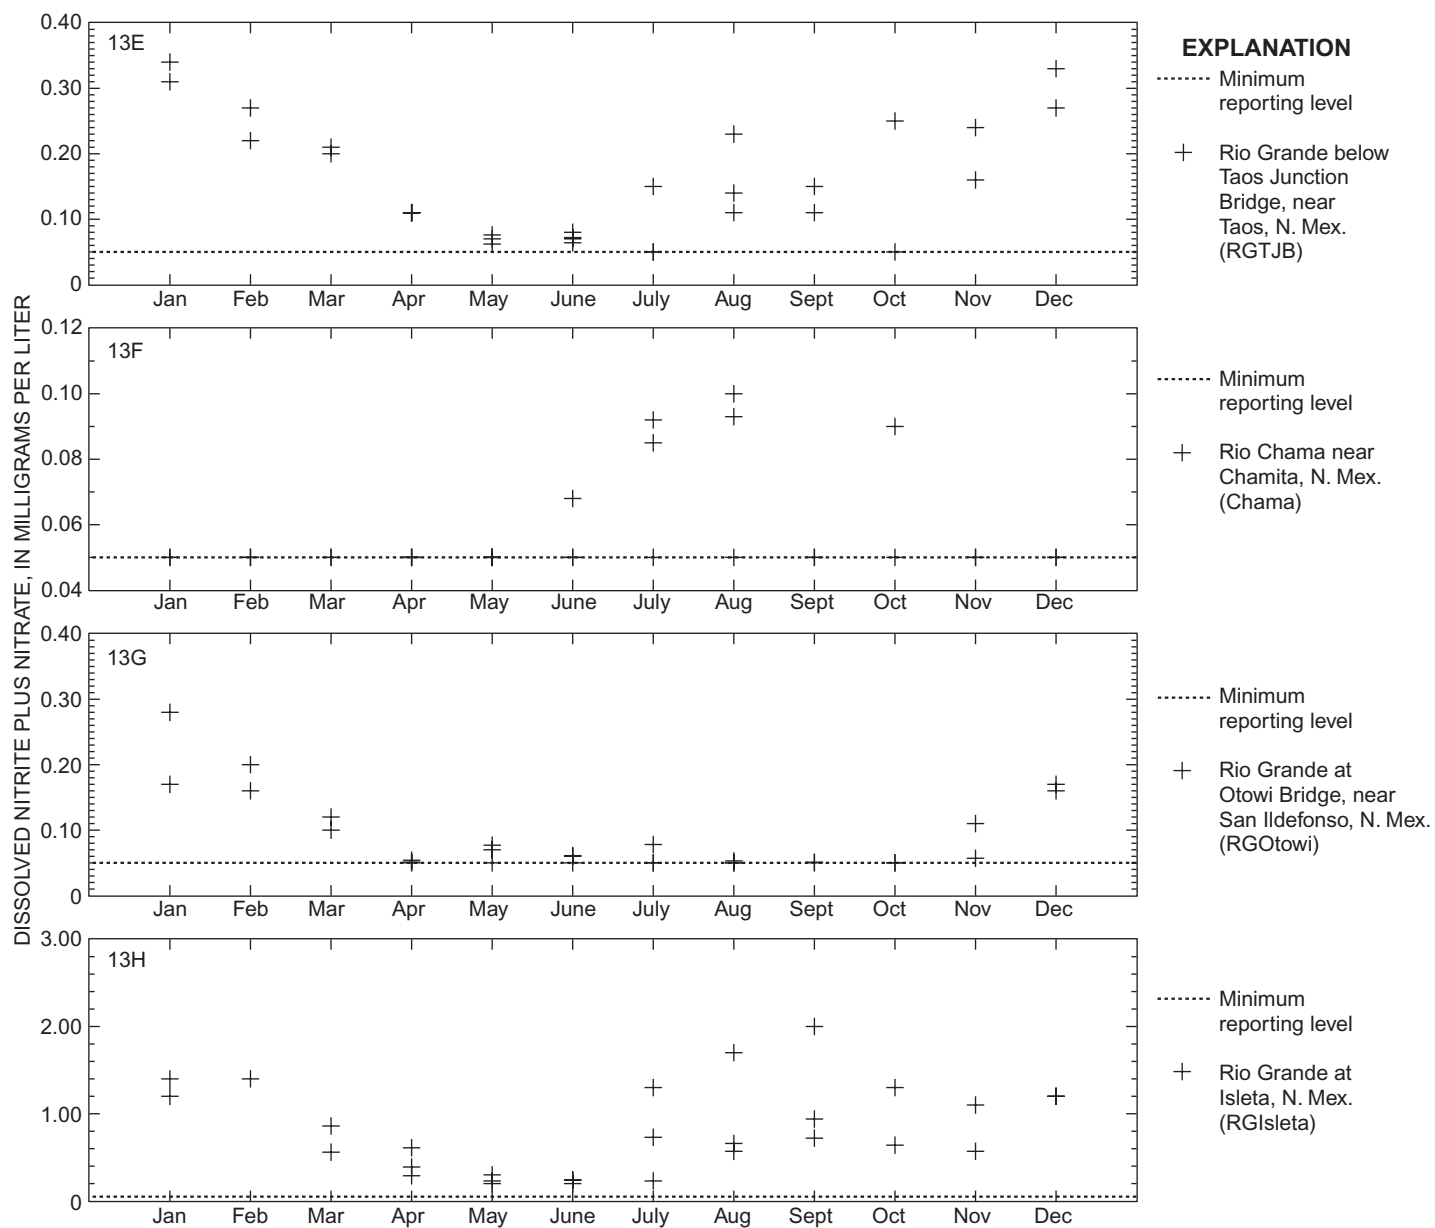 DISSOLVED NITRITE PLUS NITRATE, IN MILLIGRAMS PER LITER
13E
0.40
0.30
0.20
0.10
0
Jan Feb Mar Apr May June July Aug Sept Oct Nov Dec
EXPLANATION
Minimum
reporting level
Rio Grande below
Taos Junction
Bridge, near
Taos, N. Mex.
(RGTJB)
13F
0.12
0.10
0.08
0.06
0.04
Jan Feb Mar Apr May June July Aug Sept Oct Nov Dec
Minimum
reporting level
Rio Chama near
Chamita, N. Mex.
(Chama)
13G
0.40
0.30
0.20
0.10
0
Jan Feb Mar Apr May June July Aug Sept Oct Nov Dec
Minimum
reporting level
Rio Grande at
Otowi Bridge, near
San Ildefonso, N. Mex.
(RGOtowi)
13H
3.00
2.00
1.00
0
Jan Feb Mar Apr May June July Aug Sept Oct Nov Dec
Minimum
reporting level
Rio Grande at
Isleta, N. Mex.
(RGIsleta)